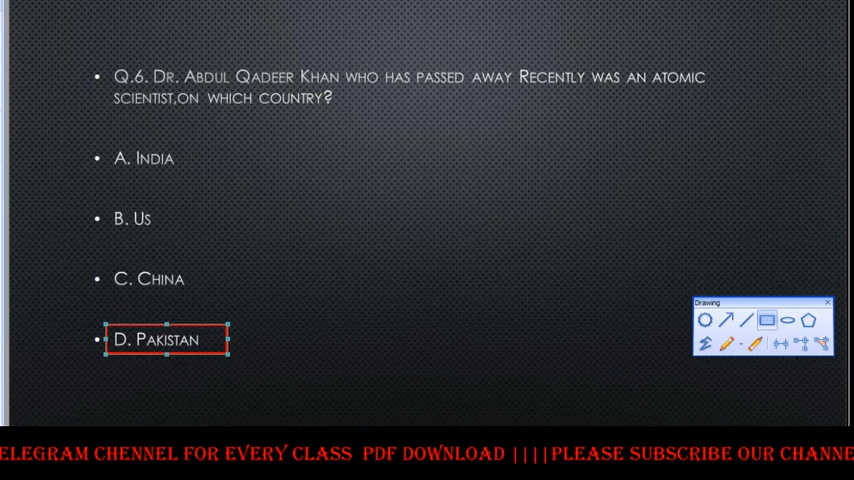 • Q.6. Dr. Abdul Qadeer Khan who has passed away Recently was an atomic
scientist,on which country?
• A. India
• B. Us
• C. China
• D. Pakistan
Drawing
ELEGRAM CHENNEL FOR EVERY CLASS PDF DOWNLOAD ||||PLEASE SUBSCRIBE OUR CHANNE